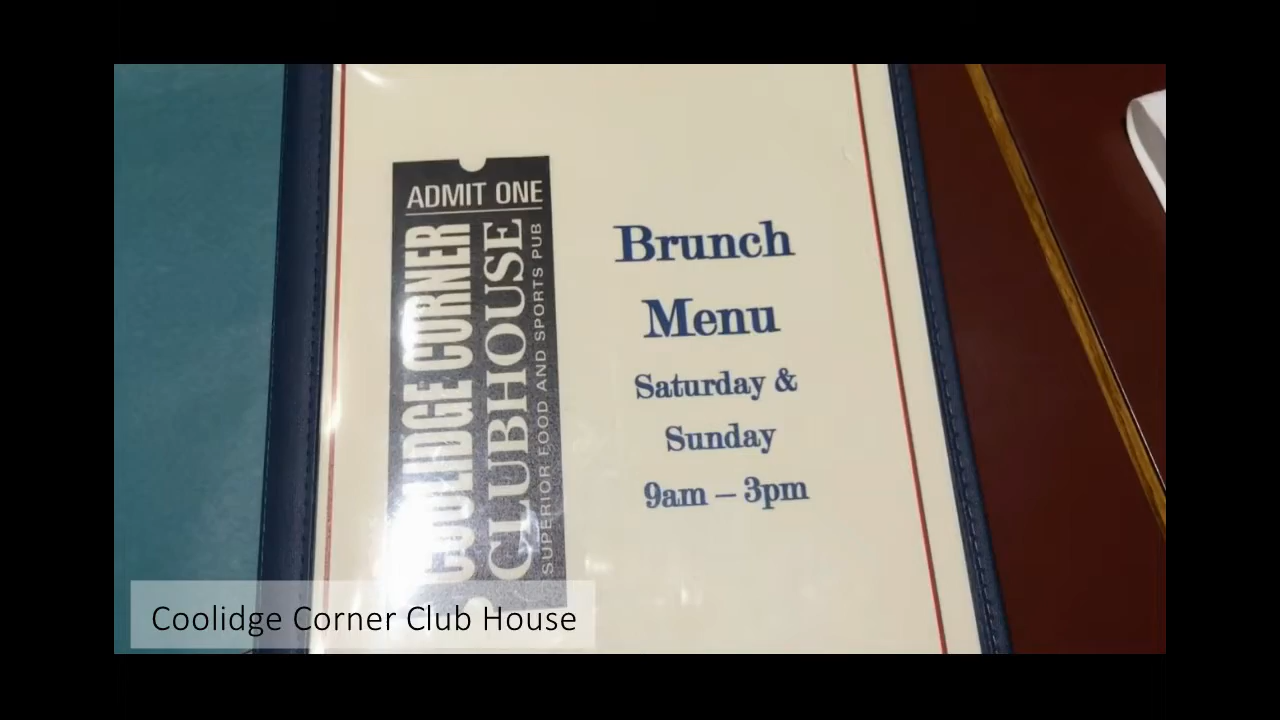 ADMIT ONE
COOLIDGE CORNER
CLUBHOUSE
SUPERIOR FOOD AND SPORTS PUB
Brunch
Menu
Saturday &
Sunday
9am – 3pm
Coolidge Corner Club House